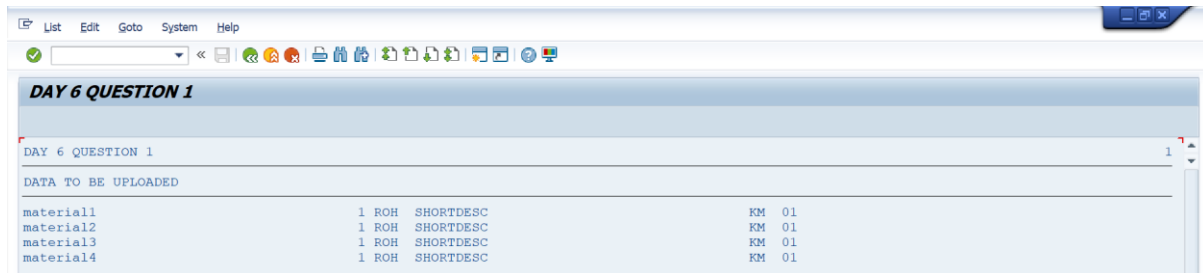 List Edit Goto System Help
DAY 6 QUESTION 1
DAY 6 QUESTION 1 1
DATA TO BE UPLOADED
material1 1 ROH SHORTDESC KM 01
material2 1 ROH SHORTDESC KM 01
material3 1 ROH SHORTDESC KM 01
material4 1 ROH SHORTDESC KM 01